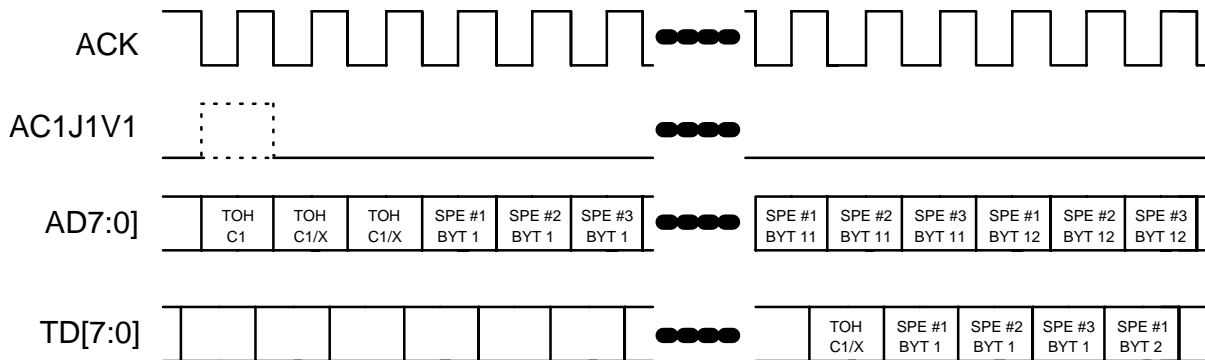 ACK
AC1J1V1
AD7:0]
TOH C1
TOH C1/X
TOH C1/X
SPE #1 BYT 1
SPE #2 BYT 1
SPE #3 BYT 1
SPE #1 BYT 11
SPE #2 BYT 11
SPE #3 BYT 11
SPE #1 BYT 12
SPE #2 BYT 12
SPE #3 BYT 12
TD[7:0]
TOH C1/X
SPE #1 BYT 1
SPE #2 BYT 1
SPE #3 BYT 1
SPE #1 BYT 2